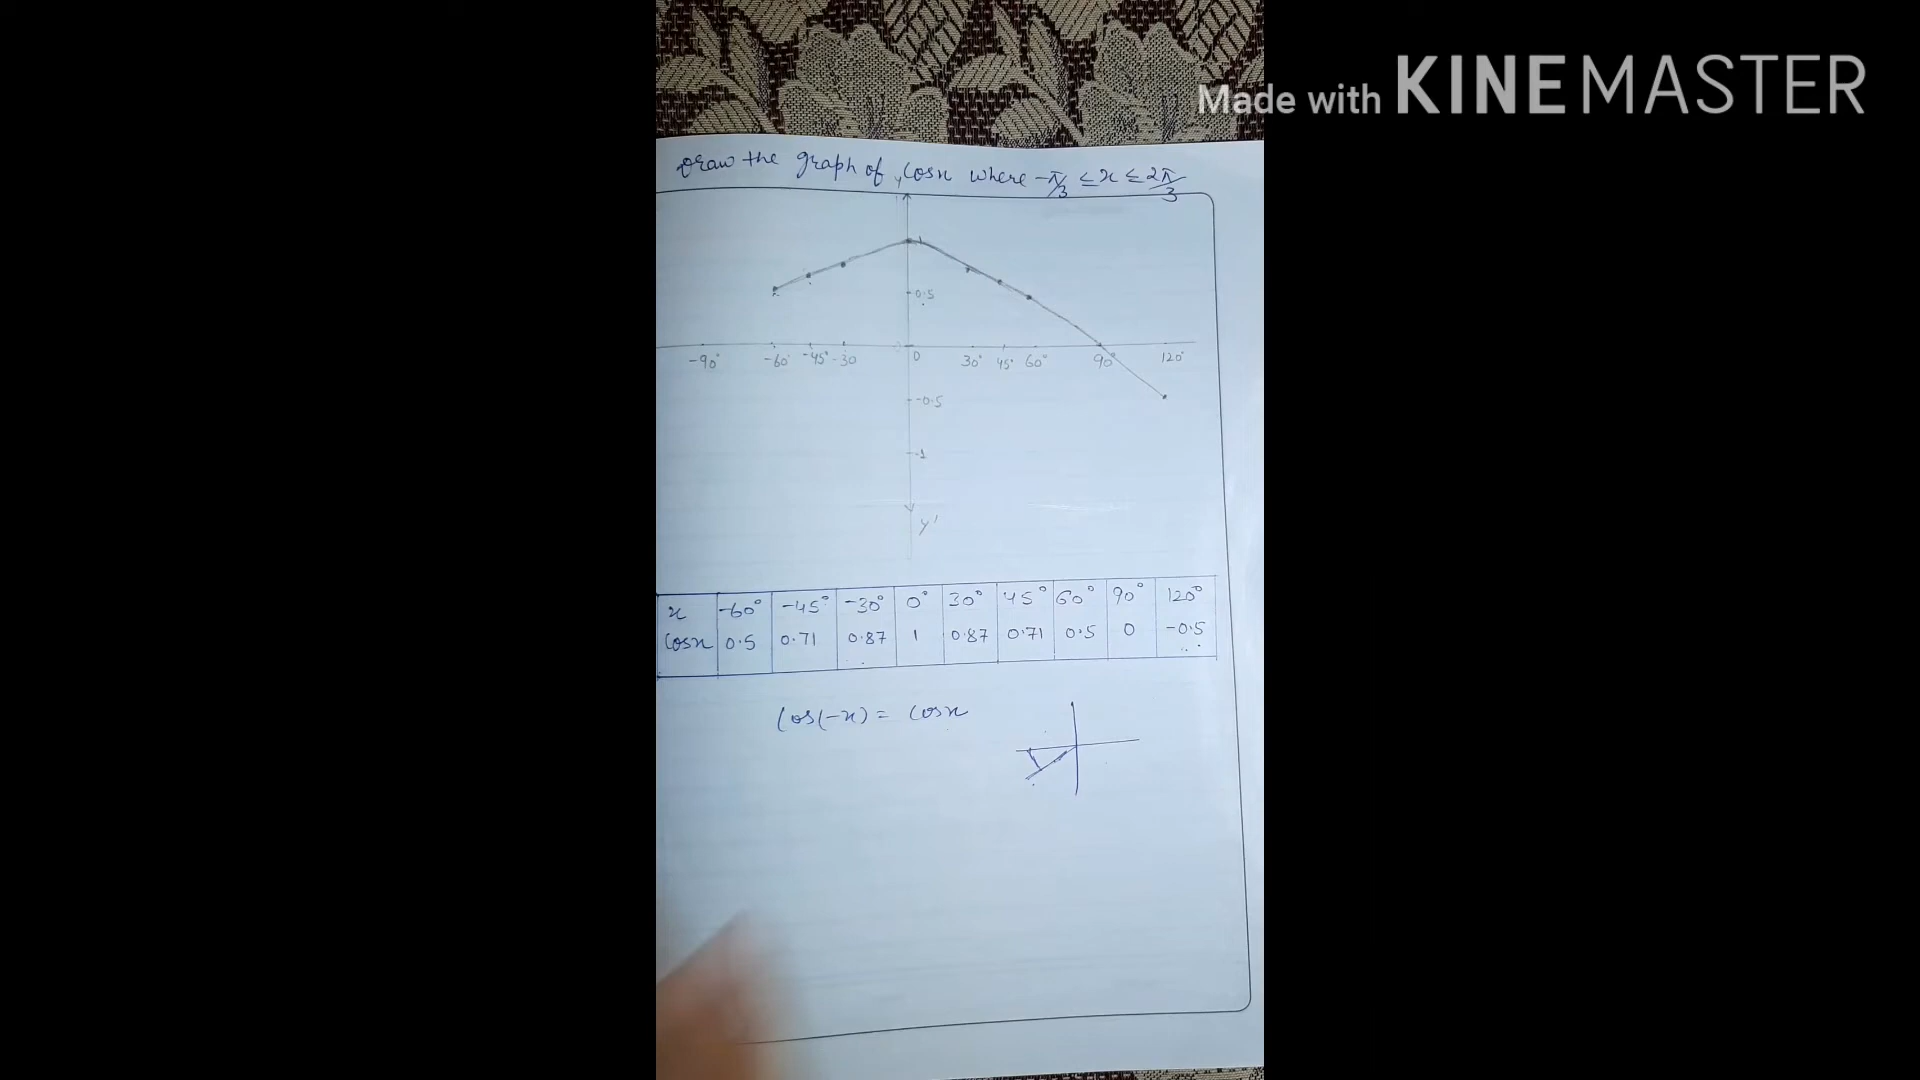 Made with KINEMASTER
Draw the graph of cosx where -π/3 ≤ x ≤ 2π/3
y
1
0.5
-90° -60 -45° -30 0 30° 45° 60° 90° 120°
-0.5
-1
y'
x -60° -45° -30° 0° 30° 45° 60° 90° 120°
Cosx 0.5 0.71 0.87 1 0.87 0.71 0.5 0 -0.5
Cos(-x) = Cosx